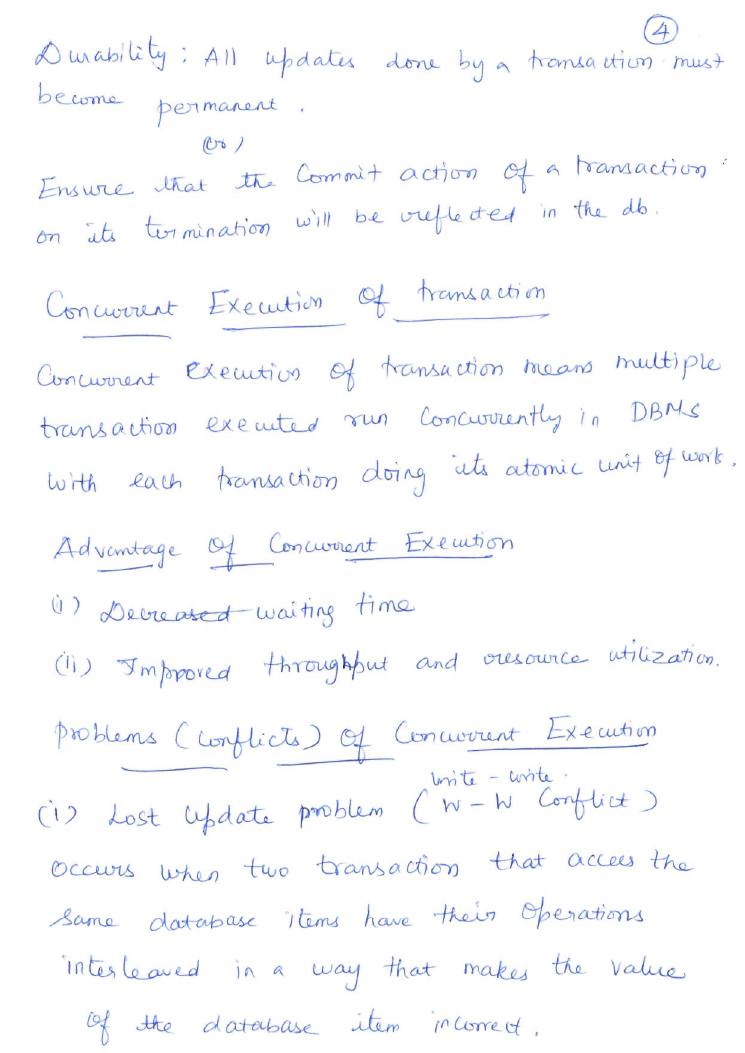 4
Durability : All updates done by a transaction must
become permanent .
(or)
Ensure that the Commit action of a transaction
on its termination will be reflected in the db.
Concurrent Execution of transaction
Concurrent Execution of transaction means multiple
transaction executed run Concurrently in DBMS
with each transaction doing its atomic unit of work.
Advantage of Concurrent Execution
(i) Decreased waiting time
(ii) Improved throughput and resource utilization.
problems (conflicts) of Concurrent Execution
write - write
(i) Lost update problem (W-W Conflict)
Occurs when two transaction that access the
same database items have their operations
interleaved in a way that makes the value
of the database item incorrect.